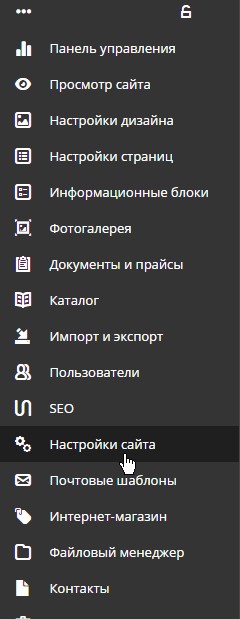 Панель управления
Просмотр сайта
Настройки дизайна
Настройки страниц
Информационные блоки
Фотогалерея
Документы и прайсы
Каталог
Импорт и экспорт
Пользователи
SEO
Настройки сайта
Почтовые шаблоны
Интернет-магазин
Файловый менеджер
Контакты